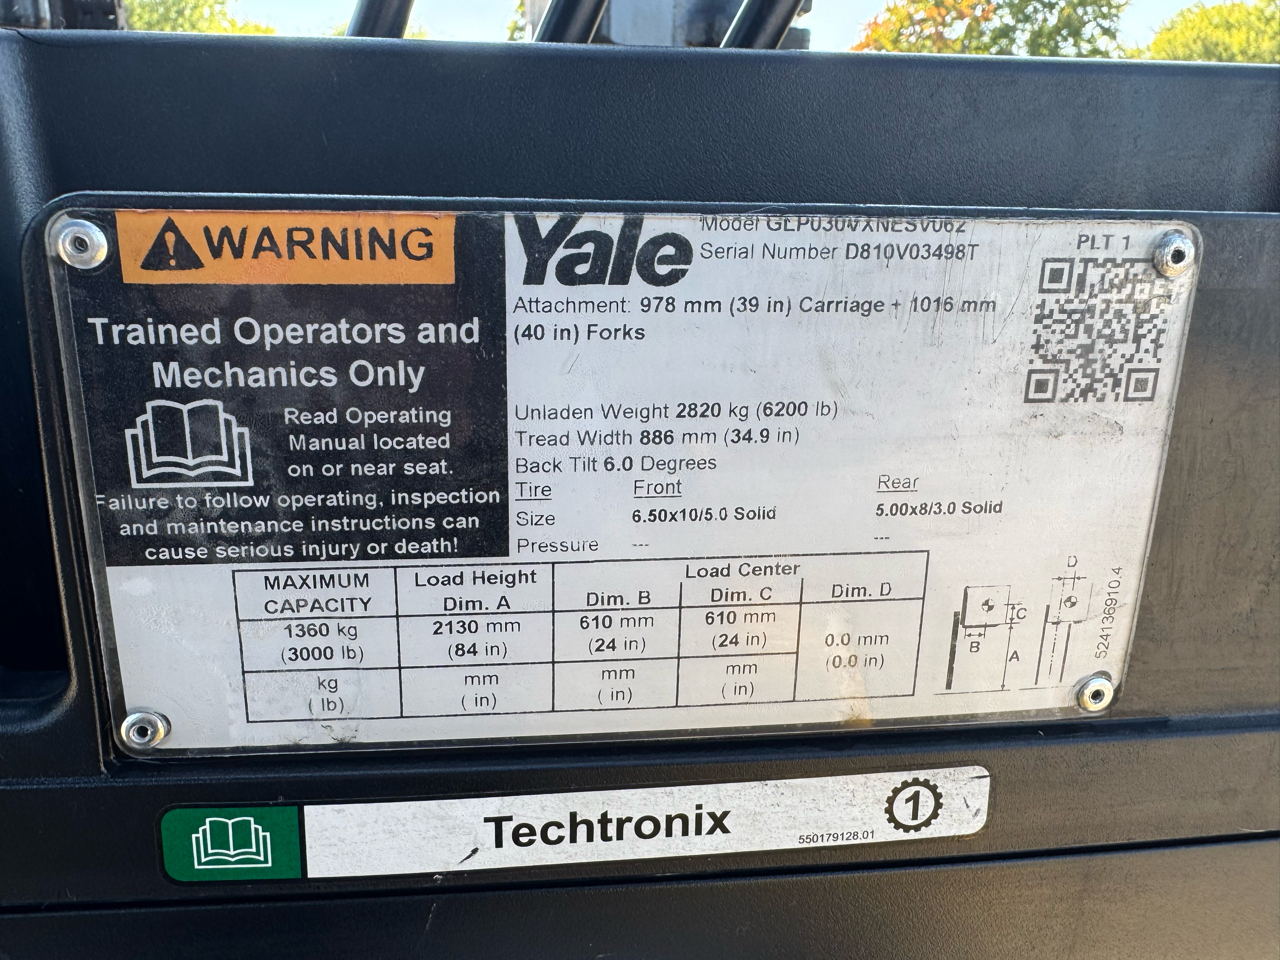 WARNING
Trained Operators and
Mechanics Only
Read Operating
Manual located
on or near seat.
Failure to follow operating, inspection
and maintenance instructions can
cause serious injury or death!
Yale
Model GLP030VXNESV062
Serial Number D810V03498T
PLT 1
Attachment: 978 mm (39 in) Carriage + 1016 mm
(40 in) Forks
Unladen Weight 2820 kg (6200 lb)
Tread Width 886 mm (34.9 in)
Back Tilt 6.0 Degrees
Tire Front Rear
Size 6.50x10/5.0 Solid 5.00x8/3.0 Solid
Pressure --- ---
MAXIMUM CAPACITY Load Height Dim. A Load Center Dim. B Dim. C Dim. D
1360 kg 2130 mm 610 mm 610 mm 0.0 mm
(3000 lb) (84 in) (24 in) (24 in) (0.0 in)
kg mm mm mm
( lb) ( in) ( in) ( in)
D
C
B
A
524136910.4
Techtronix
550179128.01
1